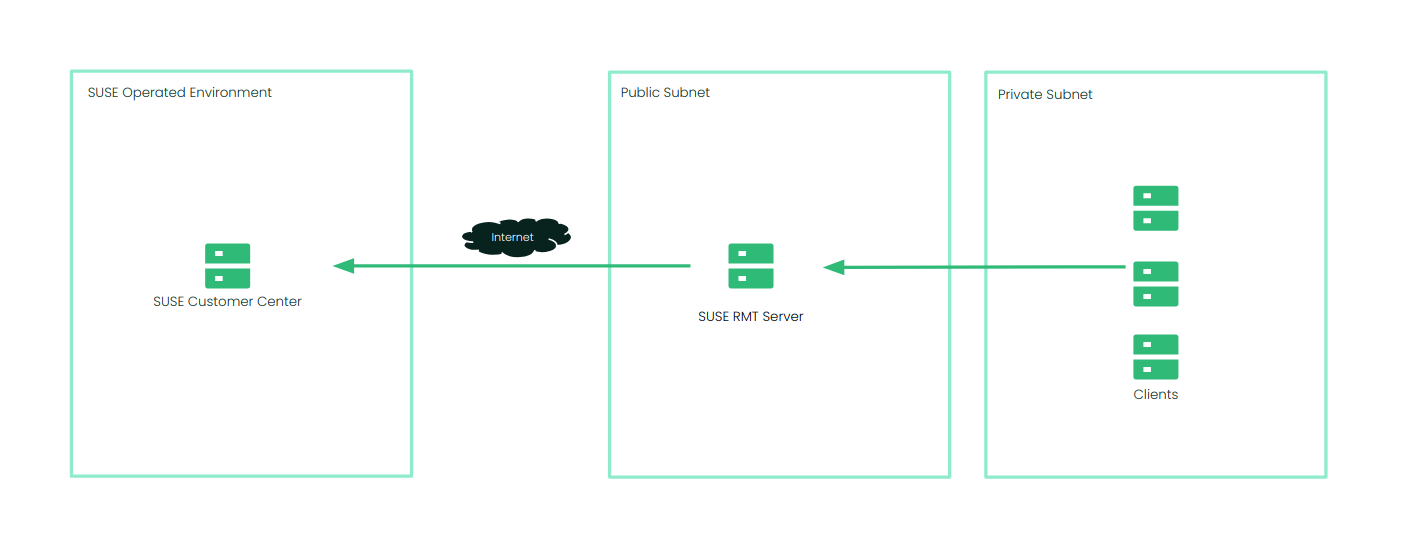 SUSE Operated Environment
Public Subnet
Private Subnet
Internet
SUSE Customer Center
SUSE RMT Server
Clients